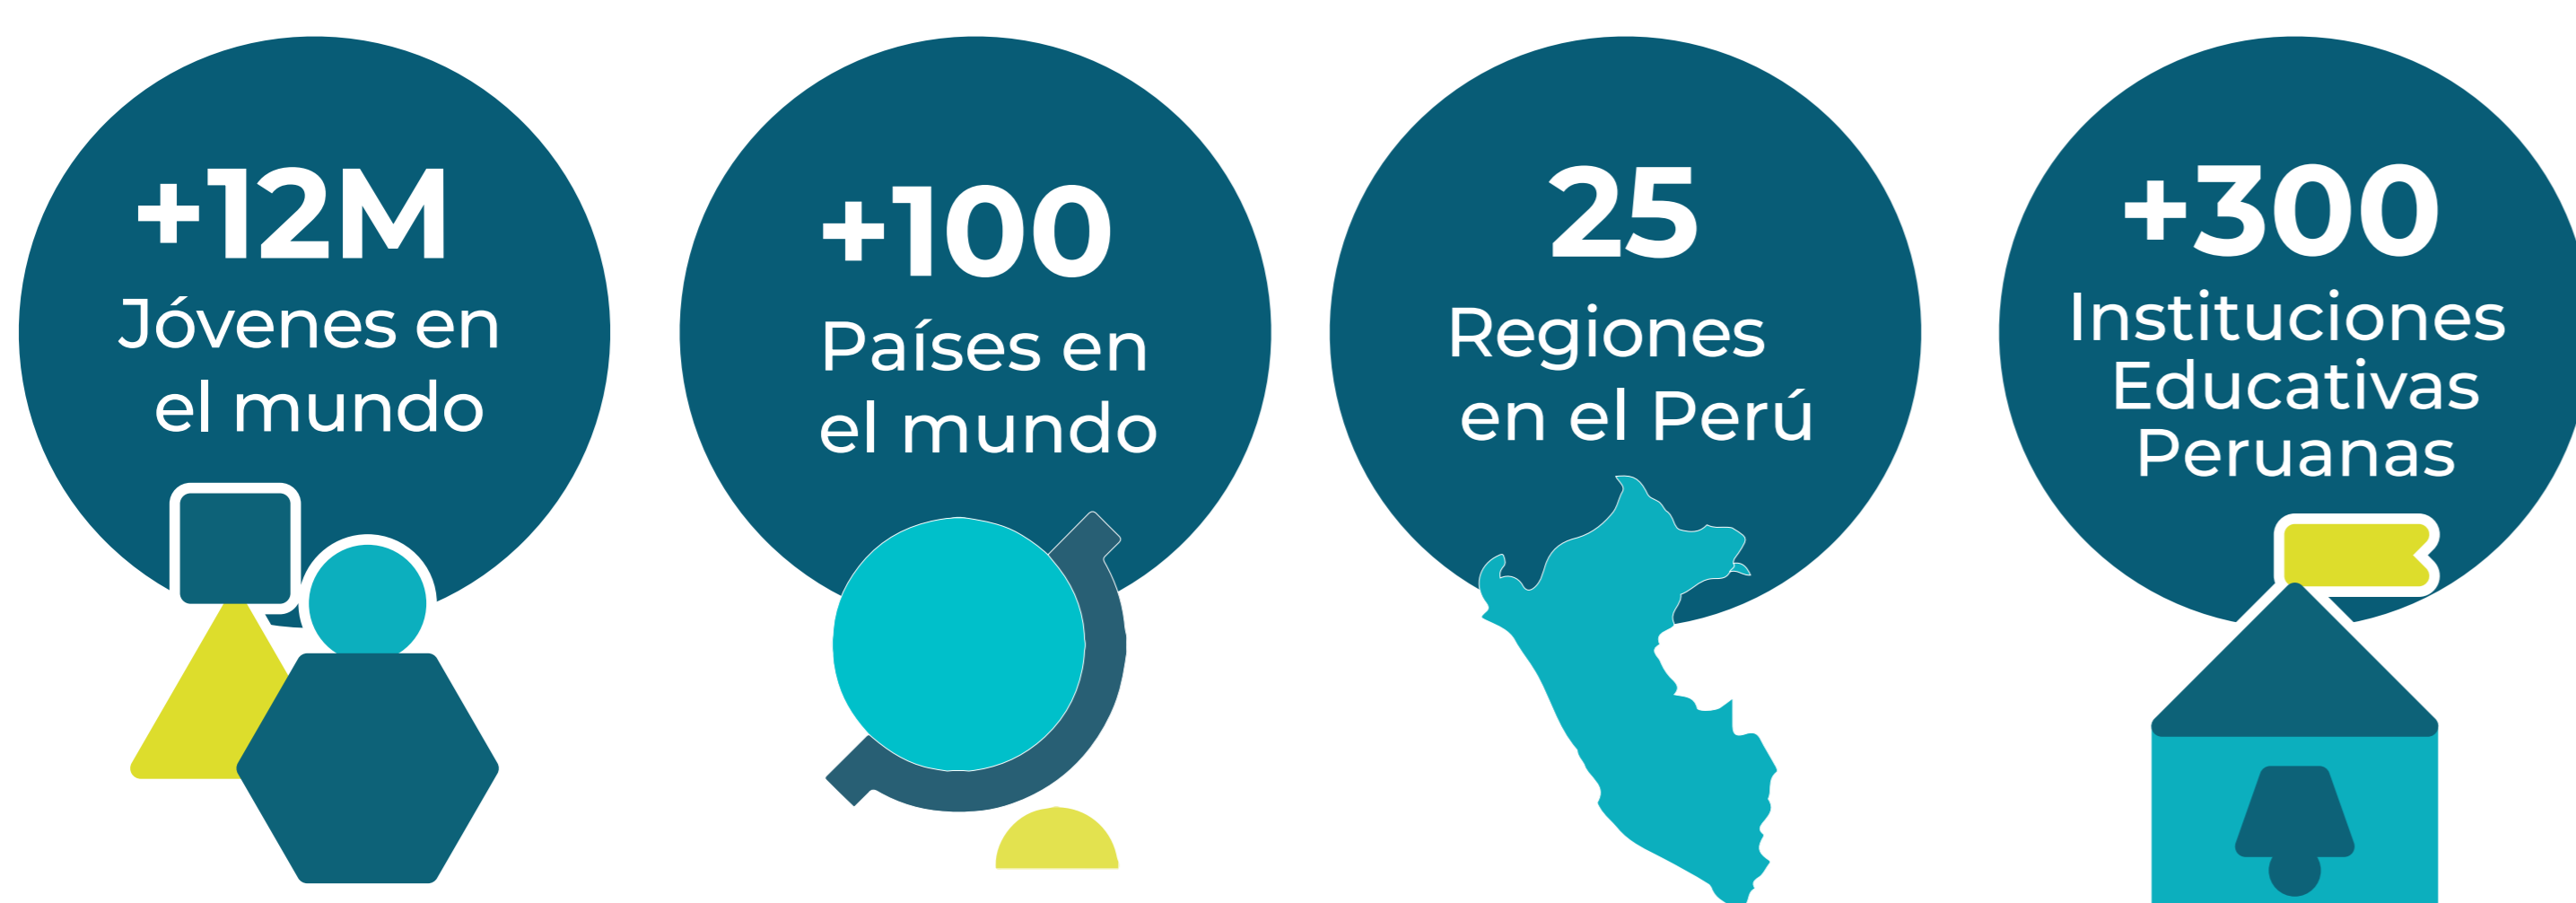 +12M
Jóvenes en
el mundo
+100
Países en
el mundo
25
Regiones
en el Perú
+300
Instituciones
Educativas
Peruanas